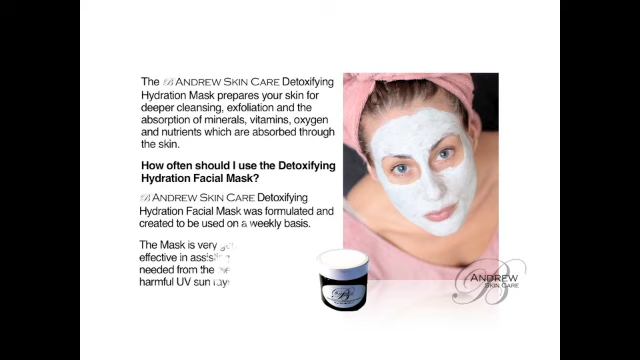 The B ANDREW SKIN CARE Detoxifying
Hydration Mask prepares your skin for
deeper cleansing, exfoliation and the
absorption of minerals, vitamins, oxygen
and nutrients which are absorbed through
the skin.
How often should I use the Detoxifying
Hydration Facial Mask?
B ANDREW SKIN CARE Detoxifying
Hydration Facial Mask was formulated and
created to be used on a weekly basis.
The Mask is very
effective in
needed from the
harmful UV sun
B ANDREW
SKIN CARE